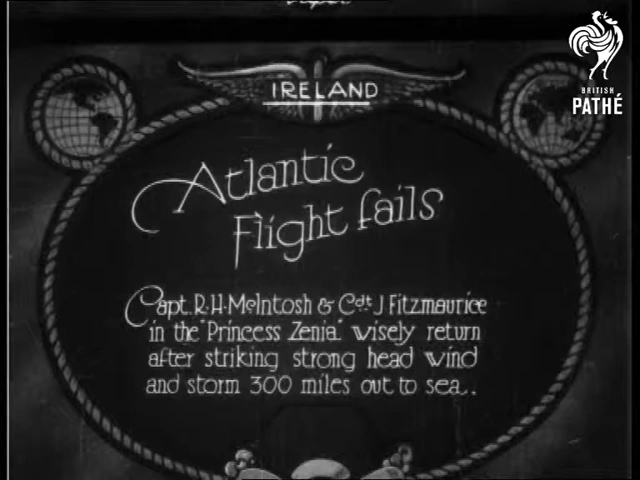 BRITISH
PATHÉ
IRELAND
Atlantic
Flight fails
Capt. R.H. McIntosh & Cdt J Fitzmaurice
in the "Princess Zenia" wisely return
after striking strong head wind
and storm 300 miles out to sea.